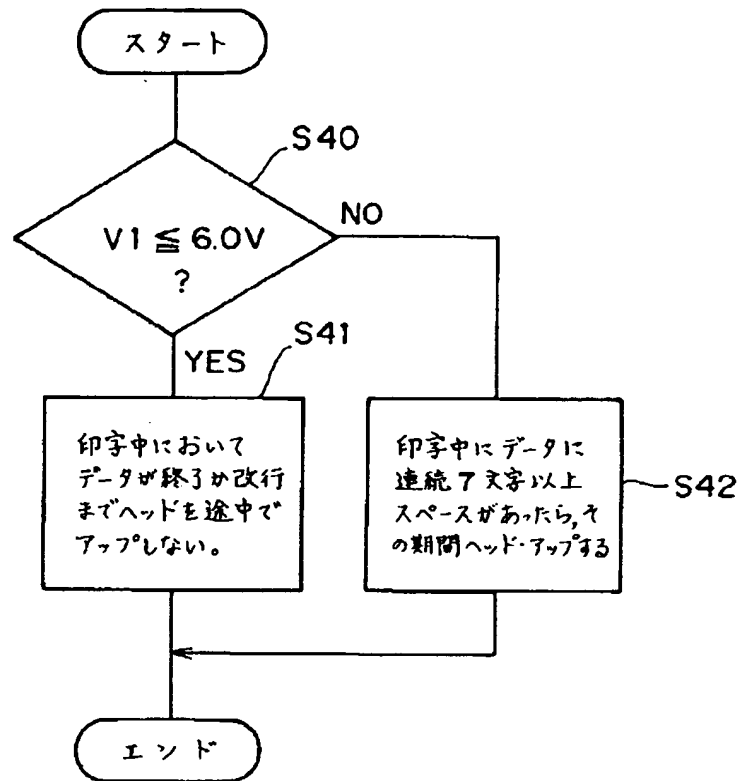 スタート
S40
V1 ≦ 6.0V
?
NO
YES
S41
印字中において
データが終了か改行
までヘッドを途中で
アップしない。
印字中にデータに
連続7文字以上
スペースがあったら,そ
の期間ヘッド・アップする
S42
エンド